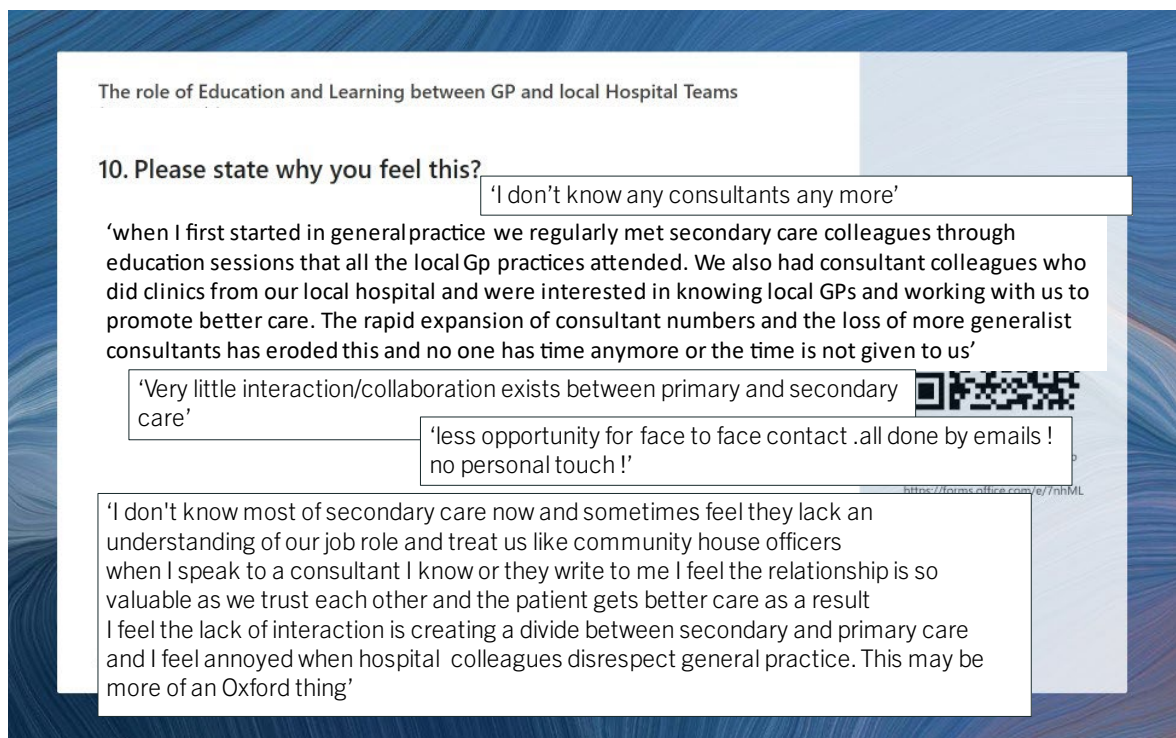 The role of Education and Learning between GP and local Hospital Teams
10. Please state why you feel this?
‘I don’t know any consultants any more’
‘when I first started in general practice we regularly met secondary care colleagues through
education sessions that all the local Gp practices attended. We also had consultant colleagues who
did clinics from our local hospital and were interested in knowing local GPs and working with us to
promote better care. The rapid expansion of consultant numbers and the loss of more generalist
consultants has eroded this and no one has time anymore or the time is not given to us’
‘Very little interaction/collaboration exists between primary and secondary
care’
‘less opportunity for face to face contact .all done by emails !
no personal touch !’
https://forms.office.com/e/7nhML
‘I don't know most of secondary care now and sometimes feel they lack an
understanding of our job role and treat us like community house officers
when I speak to a consultant I know or they write to me I feel the relationship is so
valuable as we trust each other and the patient gets better care as a result
I feel the lack of interaction is creating a divide between secondary and primary care
and I feel annoyed when hospital colleagues disrespect general practice. This may be
more of an Oxford thing’